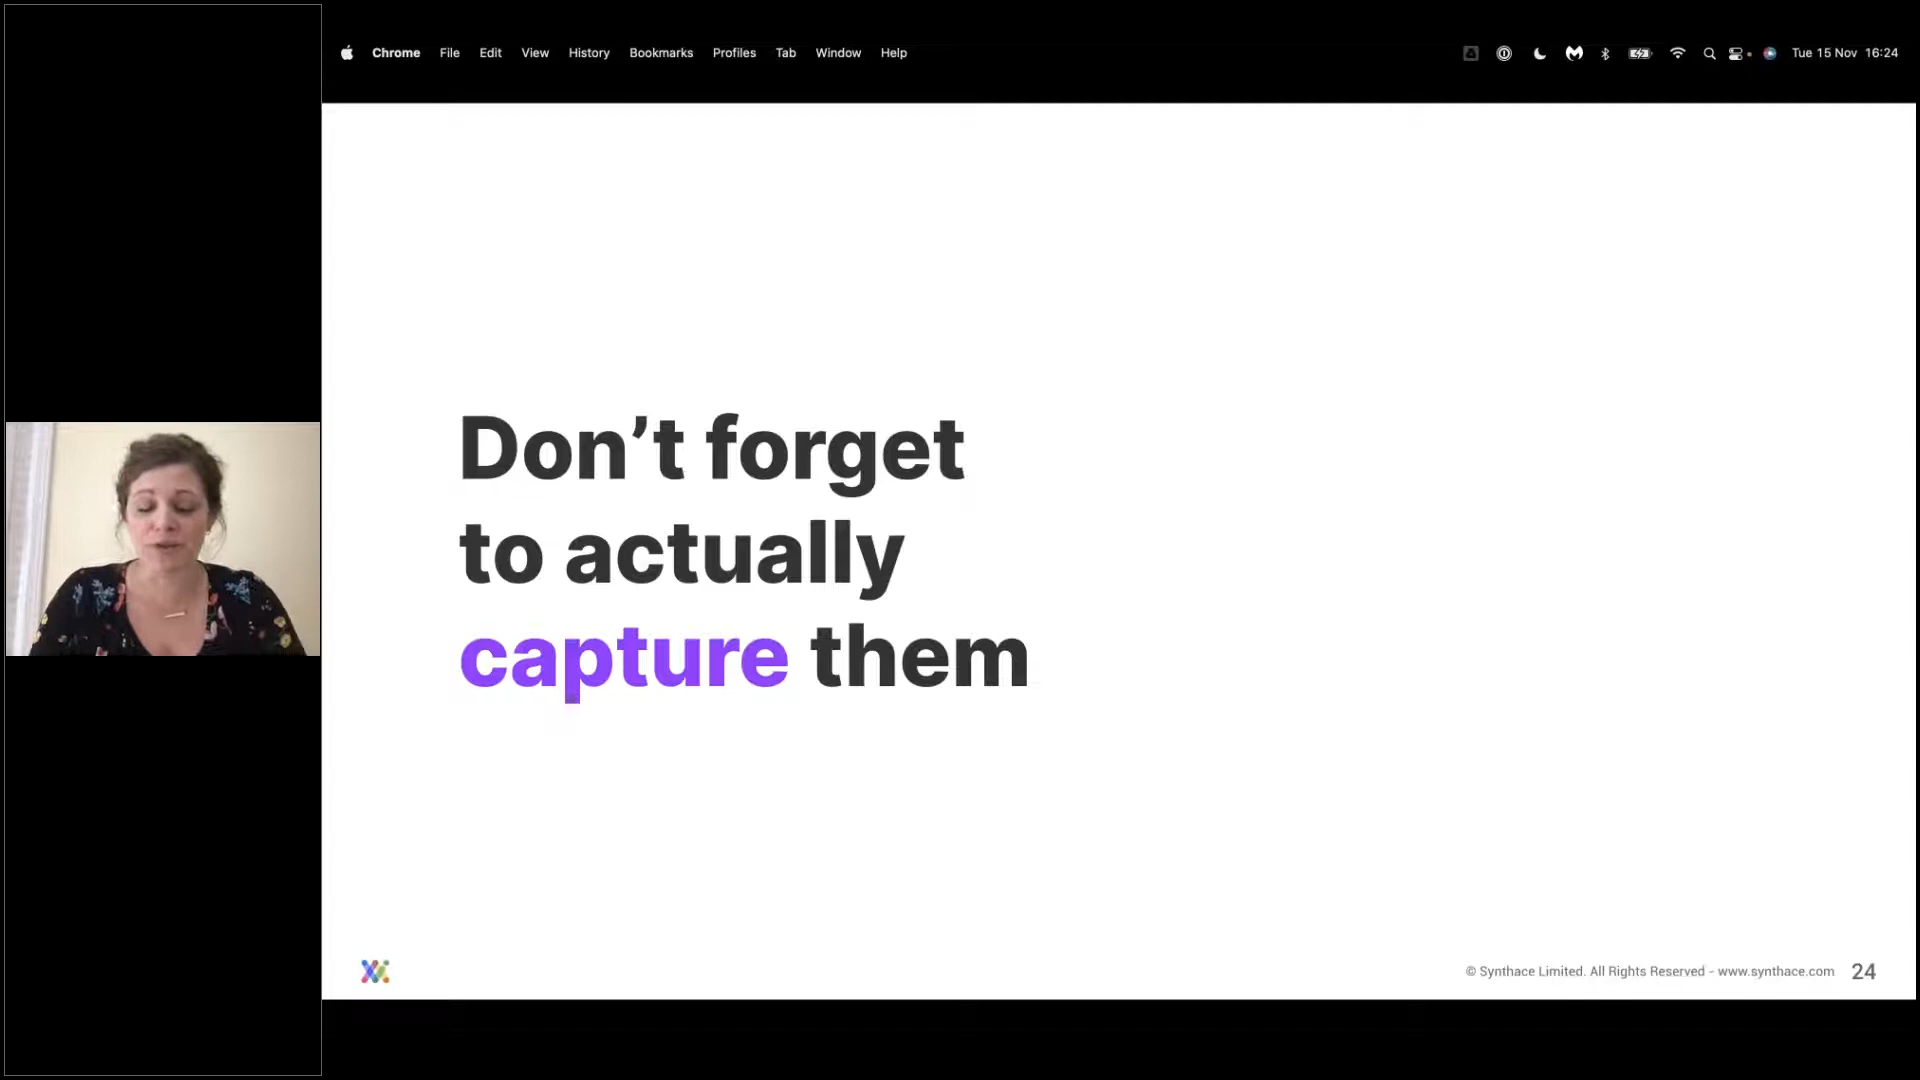 Chrome File Edit View History Bookmarks Profiles Tab Window Help Tue 15 Nov 16:24
Don’t forget
to actually
capture them
© Synthace Limited. All Rights Reserved - www.synthace.com 24